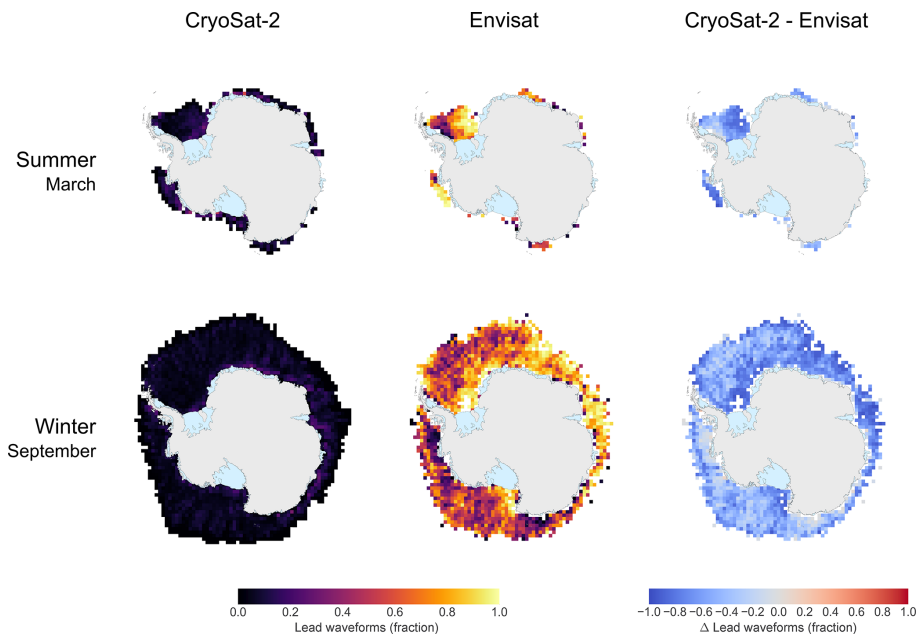 CryoSat-2 Envisat CryoSat-2 - Envisat
Summer
March
Winter
September
0.0 0.2 0.4 0.6 0.8 1.0
Lead waveforms (fraction)
−1.0 −0.8 −0.6 −0.4 −0.2 0.0 0.2 0.4 0.6 0.8 1.0
Δ Lead waveforms (fraction)